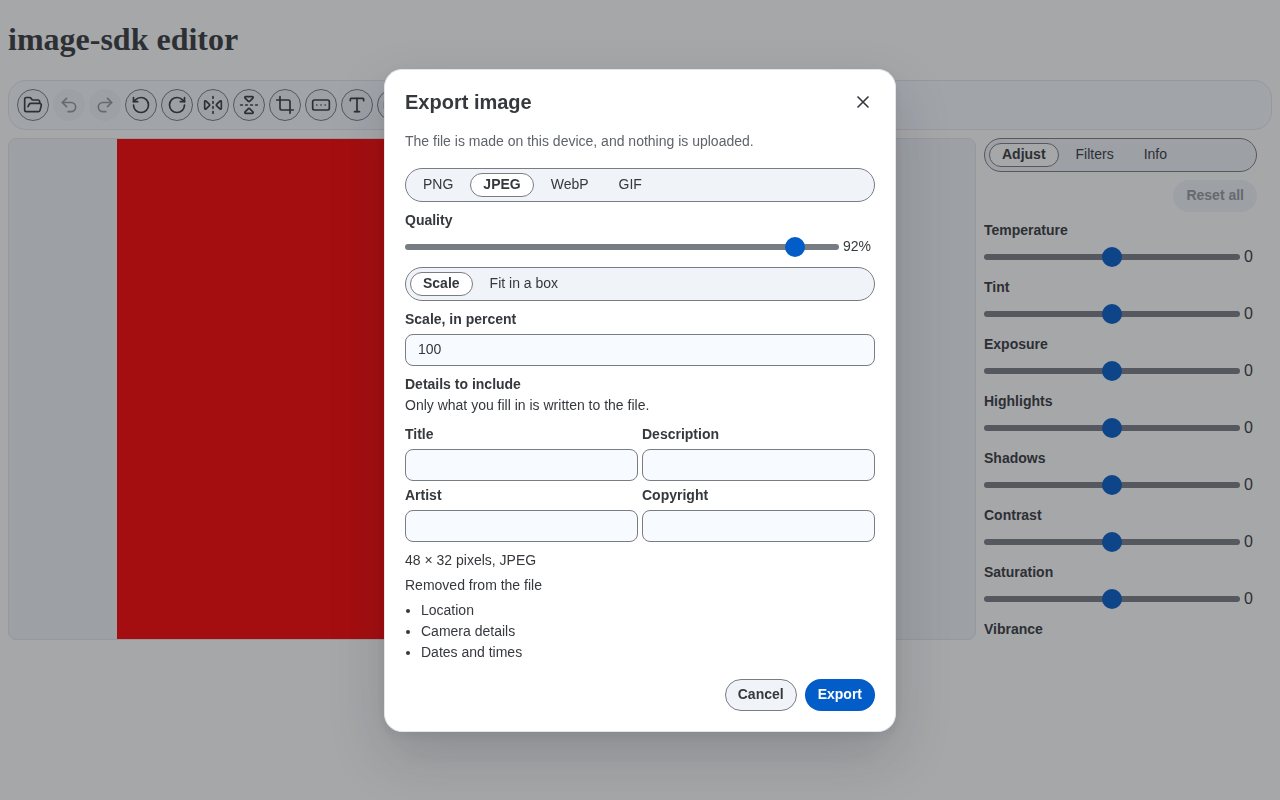 image-sdk editor
Export image
The file is made on this device, and nothing is uploaded.
PNG JPEG WebP GIF
Quality
92%
Scale Fit in a box
Scale, in percent
100
Details to include
Only what you fill in is written to the file.
Title Description
Artist Copyright
48 × 32 pixels, JPEG
Removed from the file
• Location
• Camera details
• Dates and times
Cancel Export
Adjust Filters Info
Reset all
Temperature
0
Tint
0
Exposure
0
Highlights
0
Shadows
0
Contrast
0
Saturation
0
Vibrance